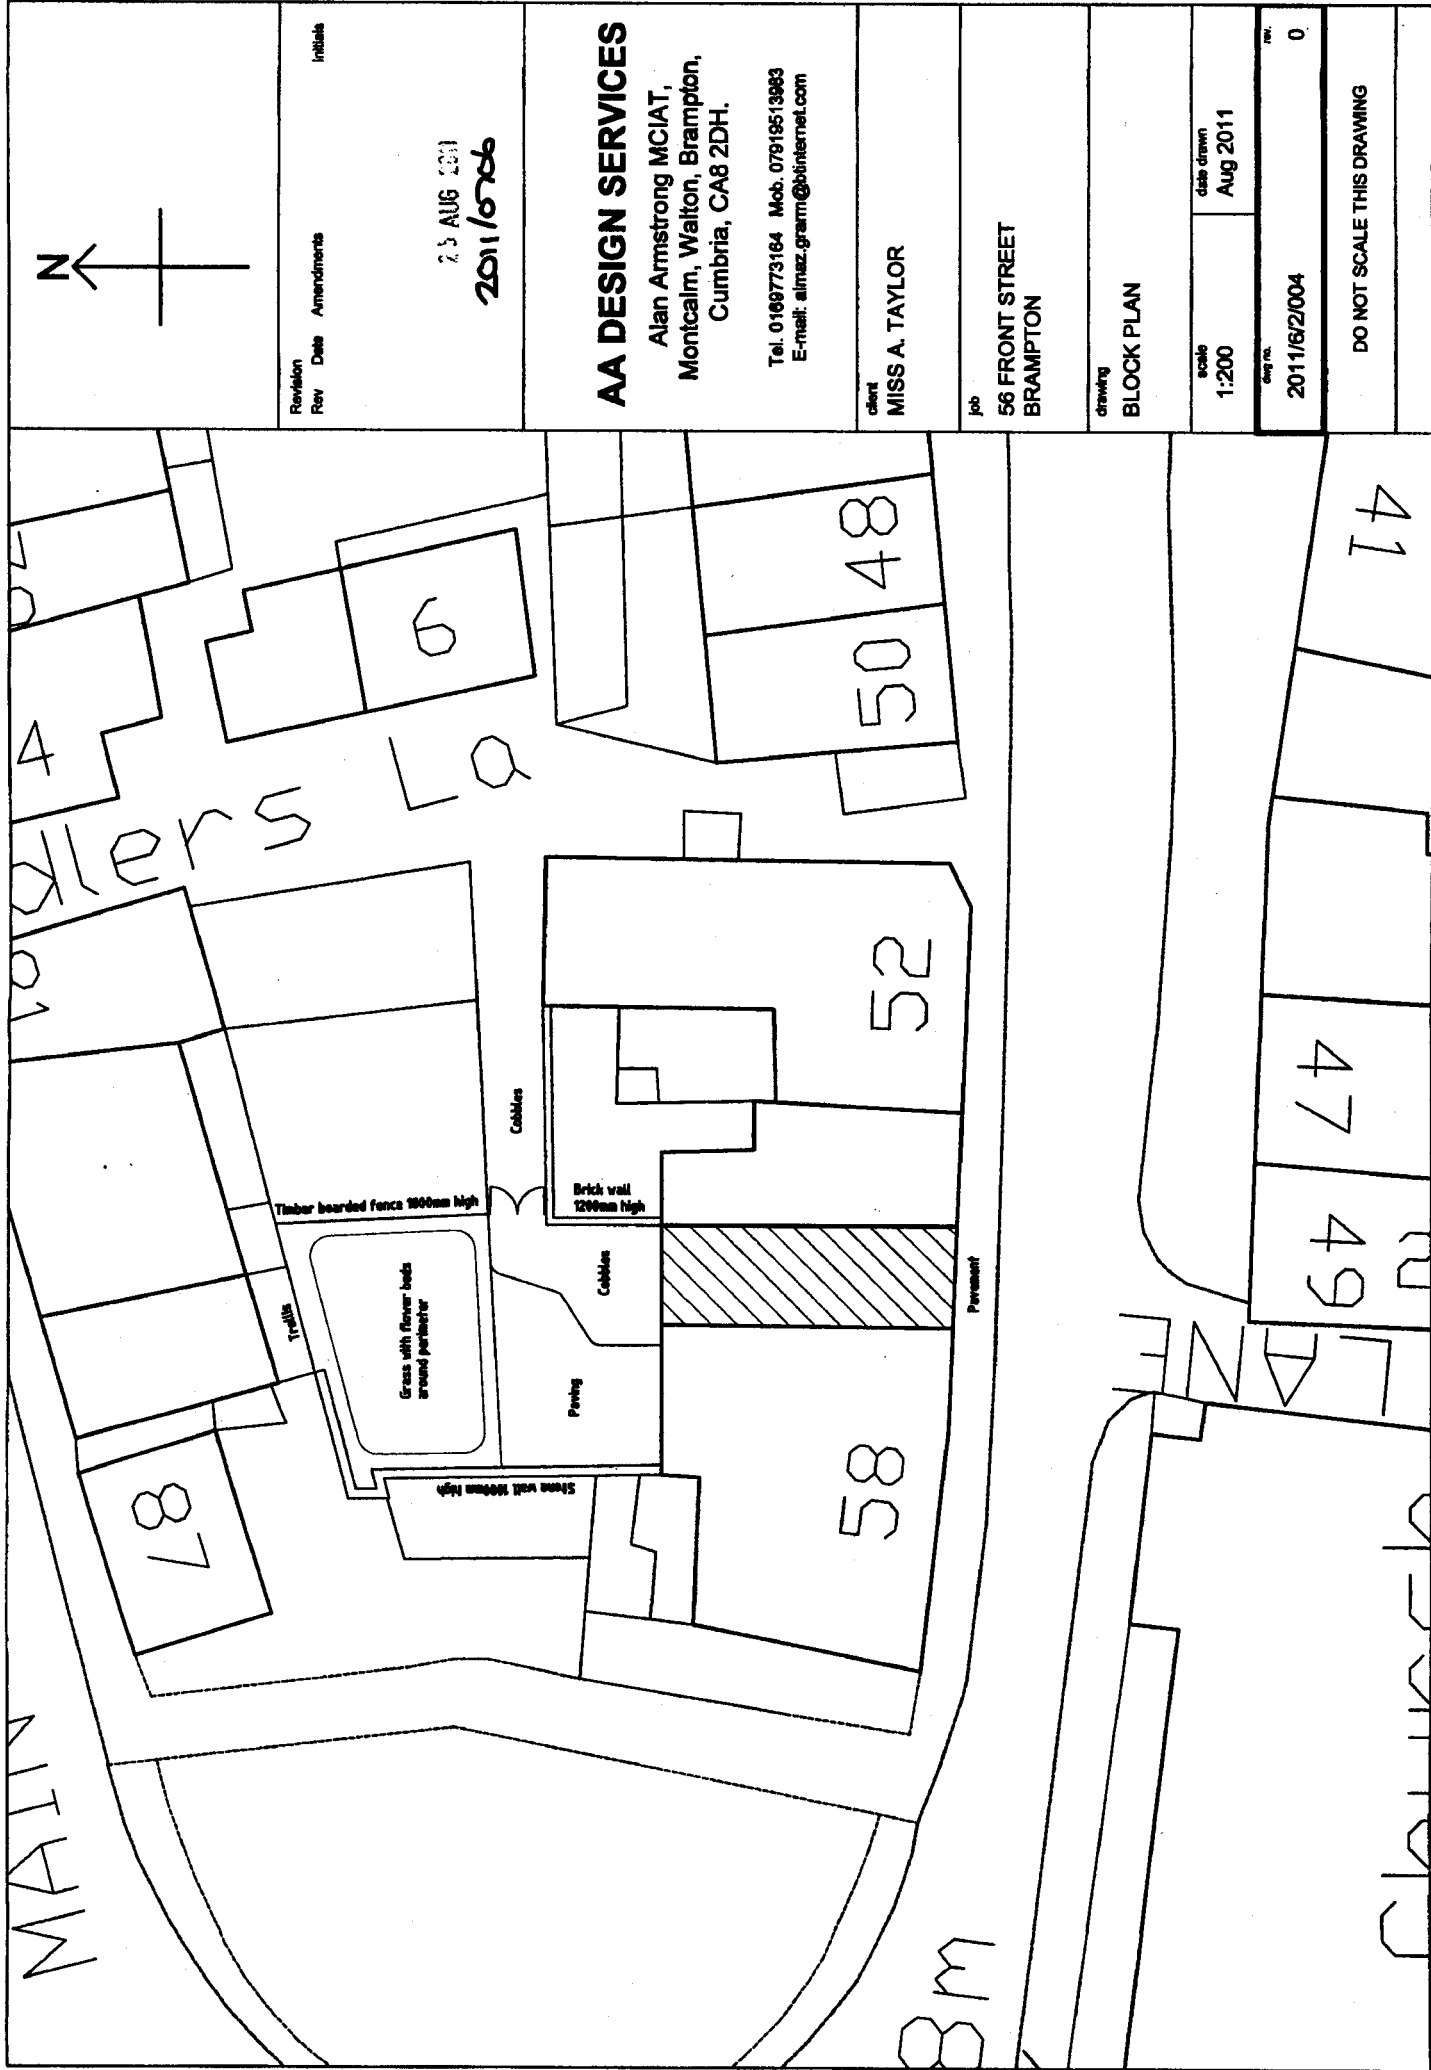 N
Revision
Rev Date Amendments Initials
25 AUG 2011
2011/0706
AA DESIGN SERVICES
Alan Armstrong MCIAT,
Montcalm, Walton, Brampton,
Cumbria, CA8 2DH.
Tel. 0169773164 Mob. 07919513983
E-mail: almaz.grarm@btinternet.com
client
MISS A. TAYLOR
job
56 FRONT STREET
BRAMPTON
drawing
BLOCK PLAN
scale
1:200
date drawn
Aug 2011
dwg no.
2011/6/2/004
rev.
0
DO NOT SCALE THIS DRAWING
MAIN
87
4
6
dlers La
Trellis
Timber boarded fence 1800mm high
Grass with flower beds
around perimeter
Cobbles
Brick wall
1200mm high
Cobbles
Paving
Stone wall 1800mm high
58
52
50
48
Pavement
8m
LANE
49
47
41